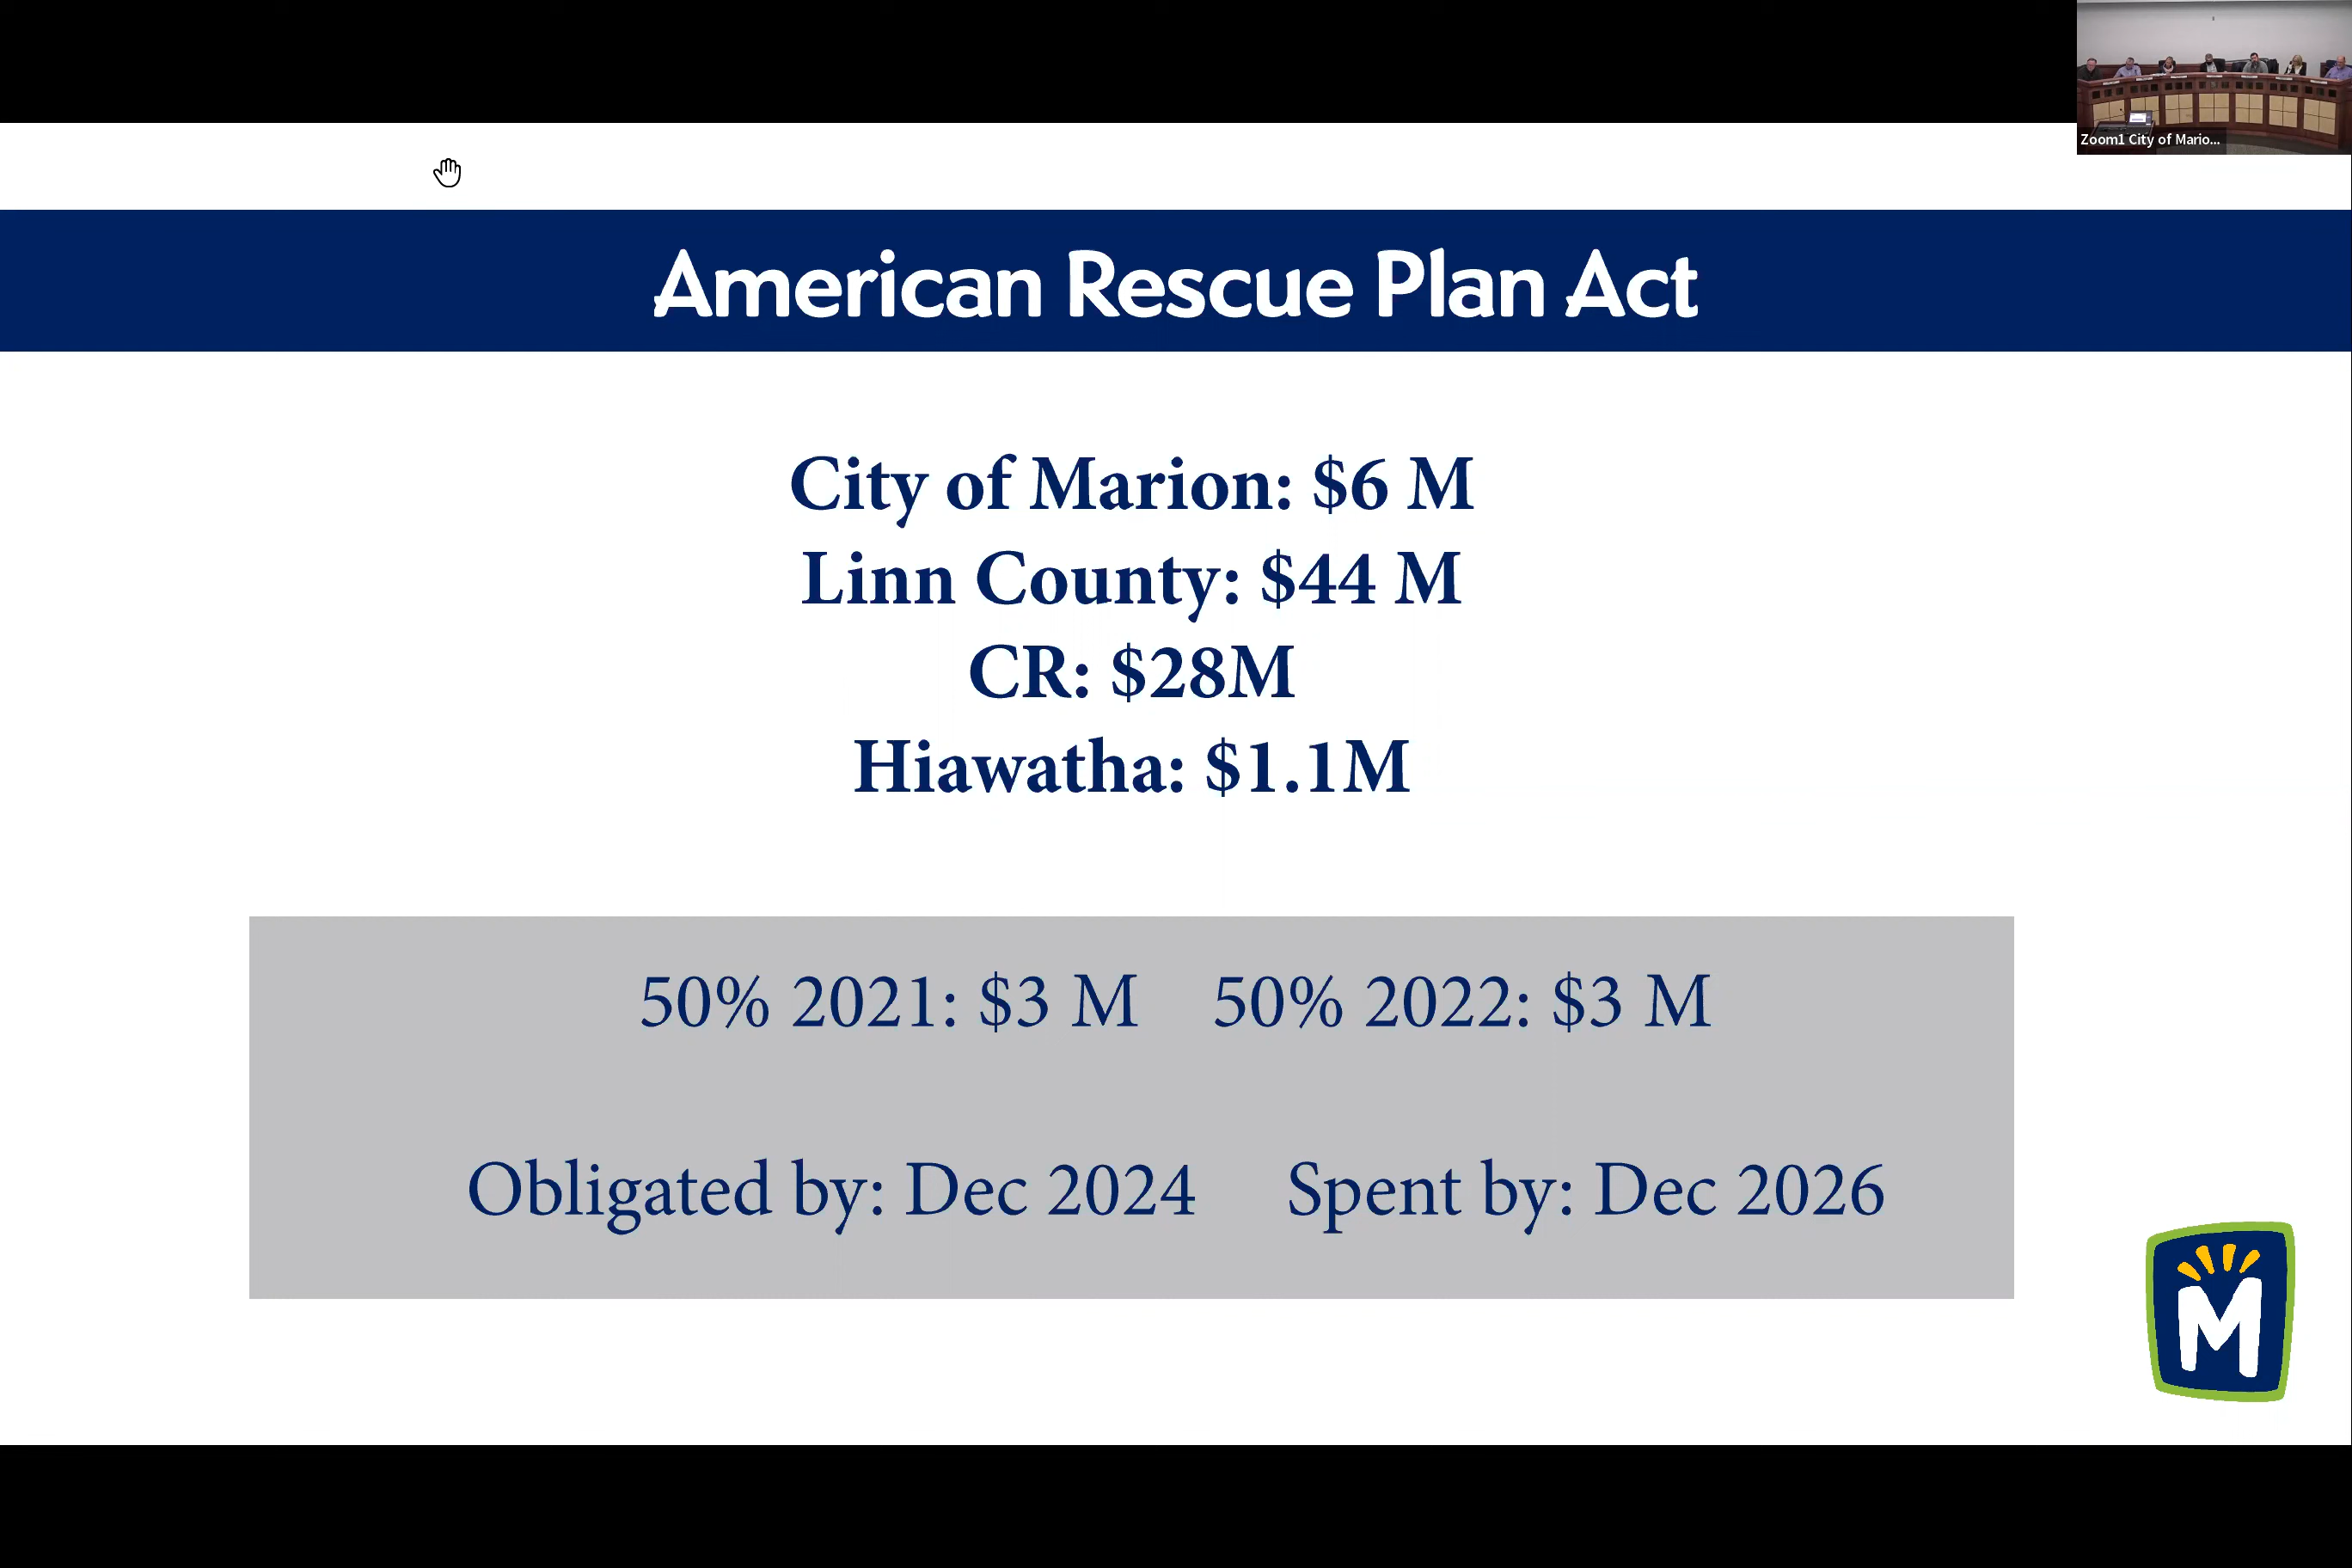 Zoom1 City of Mario...
American Rescue Plan Act
City of Marion: $6 M
Linn County: $44 M
CR: $28M
Hiawatha: $1.1M
50% 2021: $3 M 50% 2022: $3 M
Obligated by: Dec 2024 Spent by: Dec 2026
M